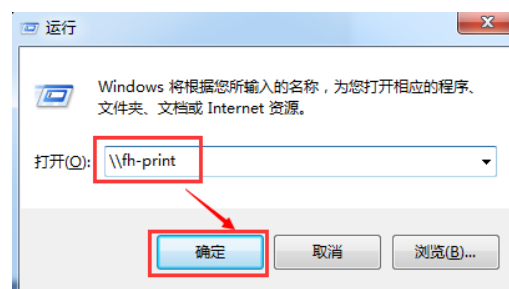 运行
Windows 将根据您所输入的名称，为您打开相应的程序、
文件夹、文档或 Internet 资源。
打开(O): \\fh-print
确定 取消 浏览(B)...